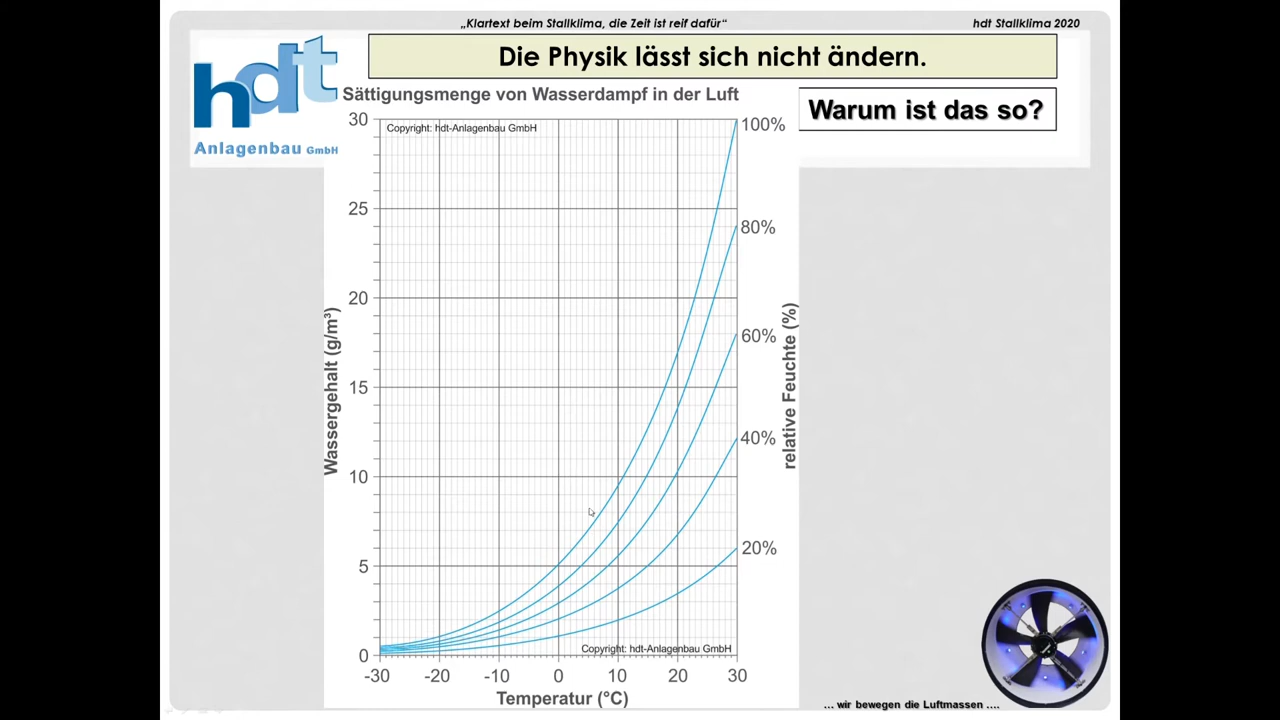 „Klartext beim Stallklima, die Zeit ist reif dafür“
hdt Stallklima 2020
hdt
Anlagenbau GmbH
Die Physik lässt sich nicht ändern.
Warum ist das so?
Sättigungsmenge von Wasserdampf in der Luft
Copyright: hdt-Anlagenbau GmbH
Wassergehalt (g/m³)
30
25
20
15
10
5
0
100%
80%
60%
40%
20%
relative Feuchte (%)
Copyright: hdt-Anlagenbau GmbH
-30 -20 -10 0 10 20 30
Temperatur (°C)
... wir bewegen die Luftmassen ....